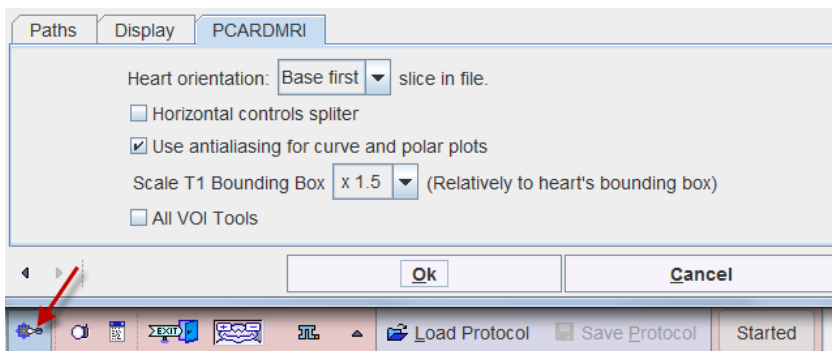 Paths Display PCARDMRI
Heart orientation: Base first slice in file.
Horizontal controls spliter
Use antialiasing for curve and polar plots
Scale T1 Bounding Box x 1.5 (Relatively to heart's bounding box)
All VOI Tools
Ok Cancel
EXIT Load Protocol Save Protocol Started